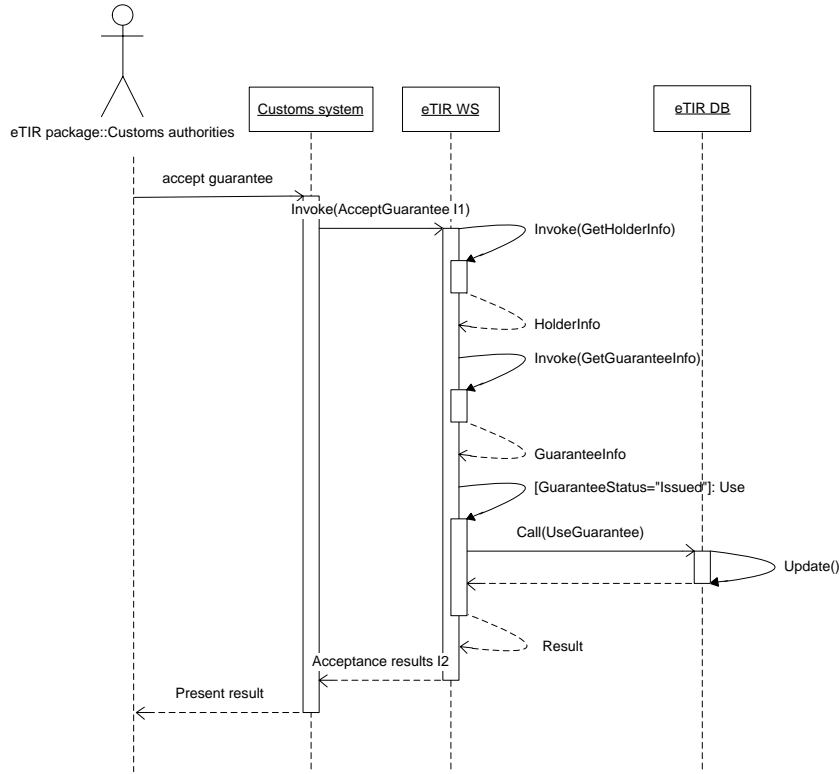 eTIR package::Customs authorities
Customs system
eTIR WS
eTIR DB
accept guarantee
Invoke(AcceptGuarantee I1)
Invoke(GetHolderInfo)
HolderInfo
Invoke(GetGuaranteeInfo)
GuaranteeInfo
[GuaranteeStatus="Issued"]: Use
Call(UseGuarantee)
Update()
Result
Acceptance results I2
Present result